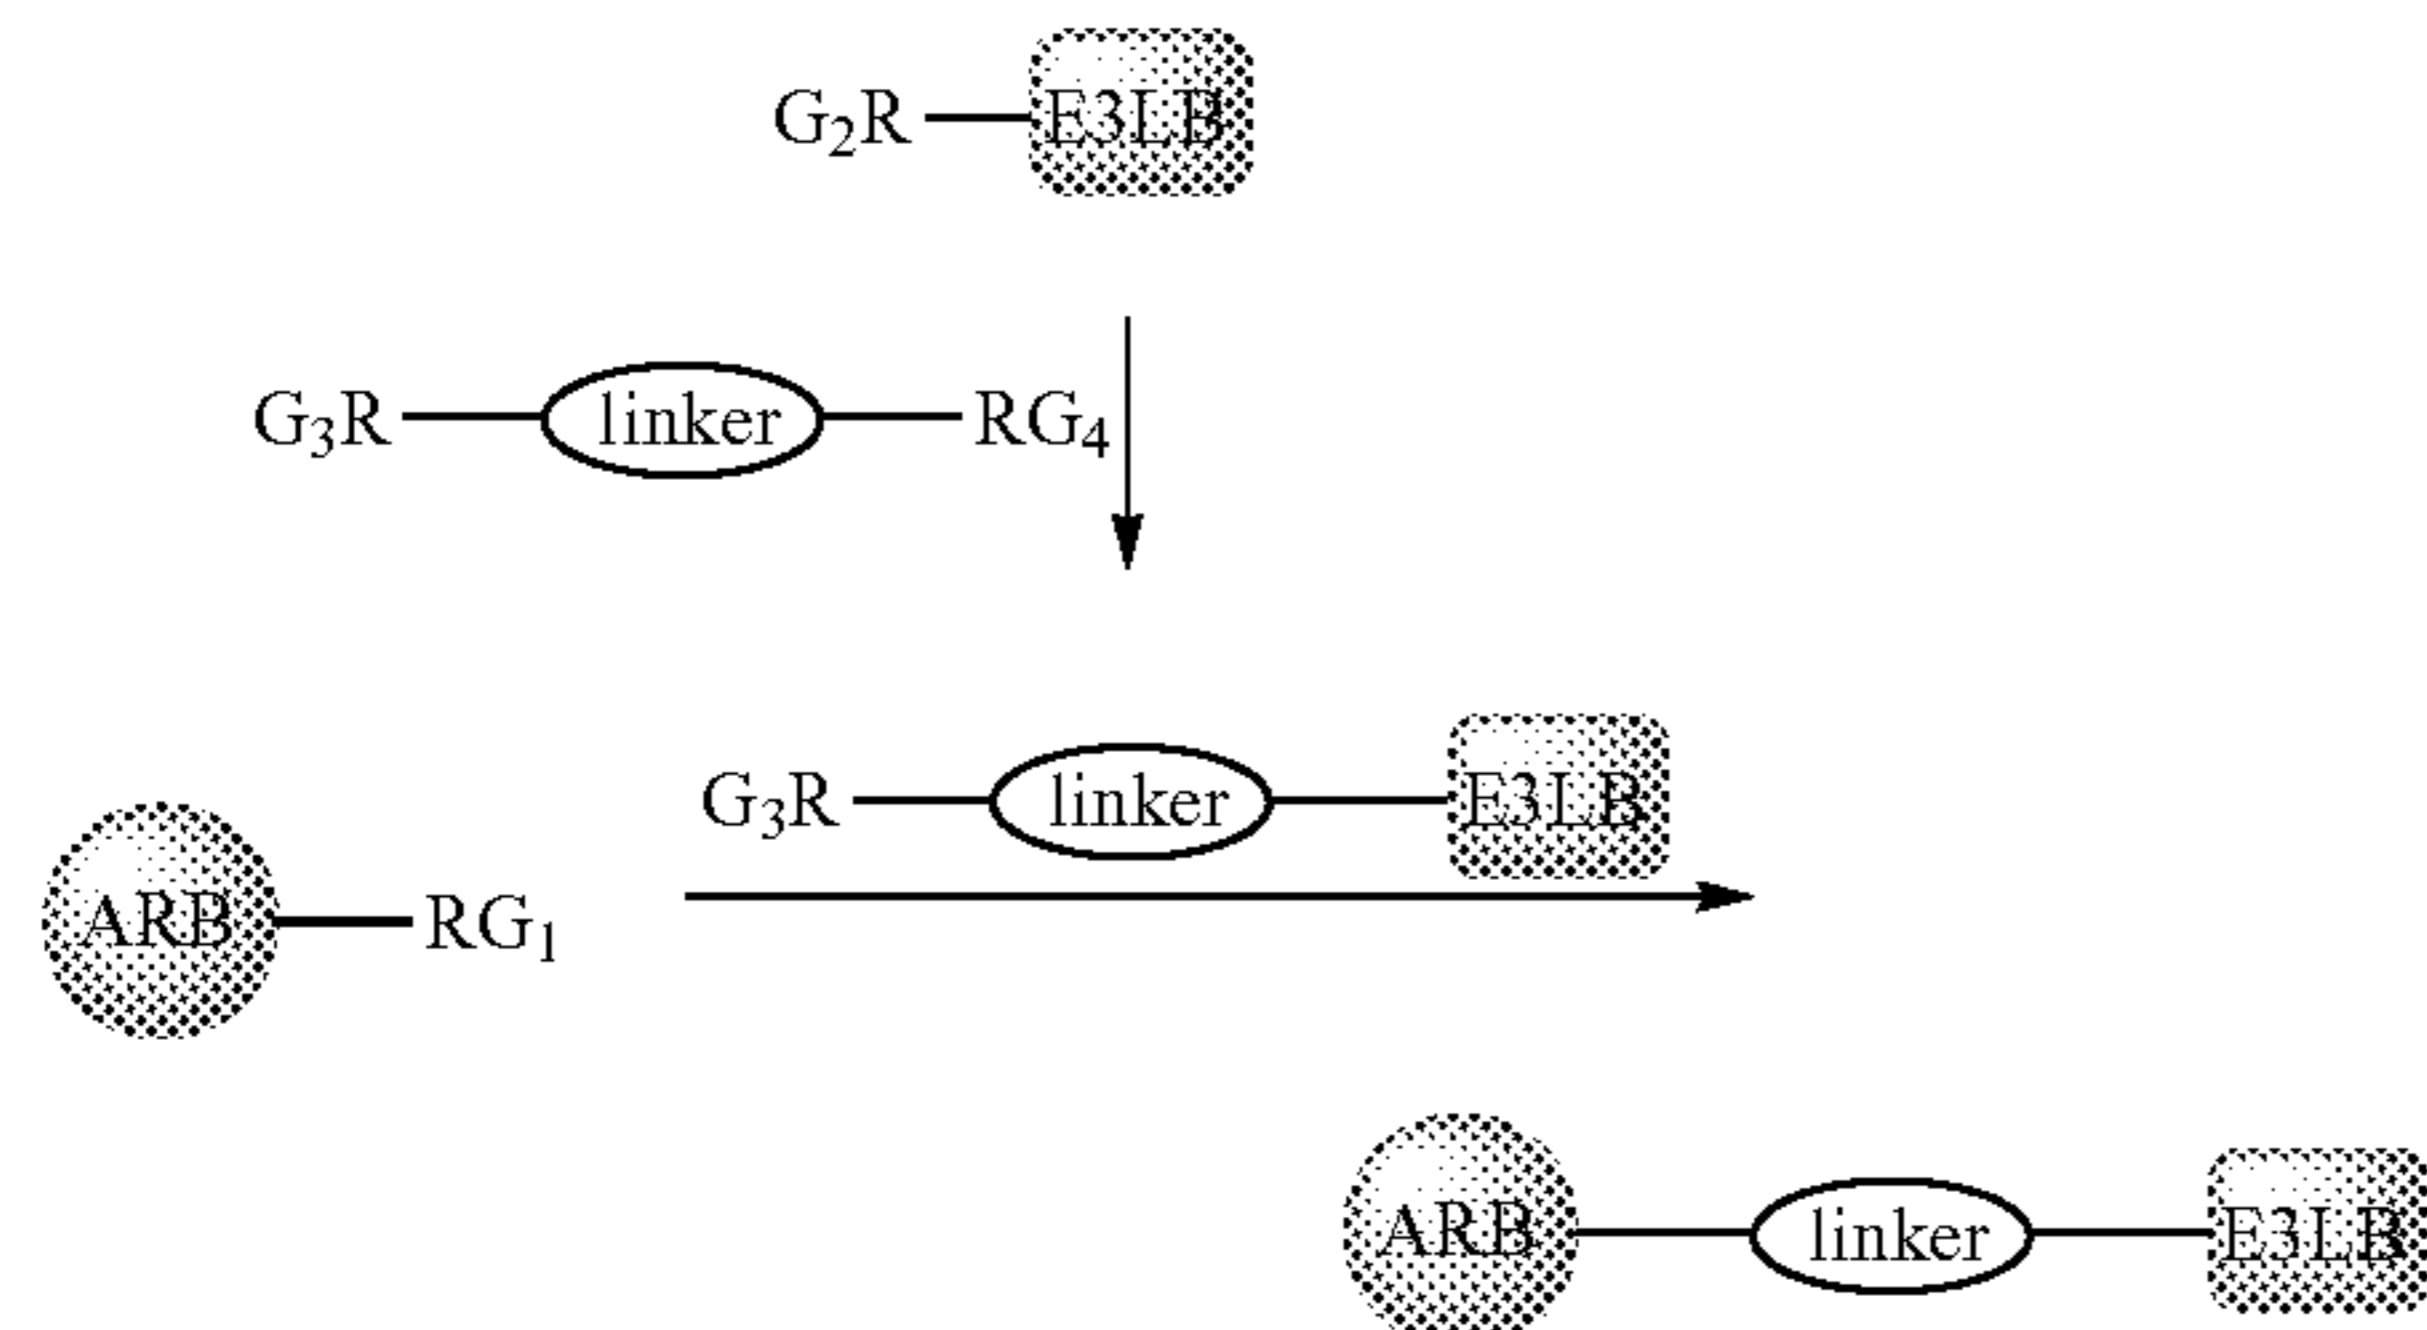 G₂R E3LB
G₃R linker RG₄
G₃R linker E3LB
ARB RG₁
ARB linker E3LB